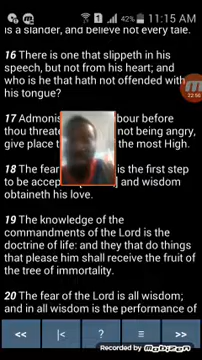 42% 11:15 AM
is a slander, and believe not every tale.
16 There is one that slippeth in his
speech, but not from his heart; and
who is he that hath not offended with
his tongue?
22:56
17 Admonis bour before
thou threate not being angry,
give place t the most High.
18 The fear is the first step
to be accep and wisdom
obtaineth his love.
19 The knowledge of the
commandments of the Lord is the
doctrine of life: and they that do things
that please him shall receive the fruit of
the tree of immortality.
20 The fear of the Lord is all wisdom;
and in all wisdom is the performance of
<< |< ? ≡ >>
RECORDED BY
Mobizen